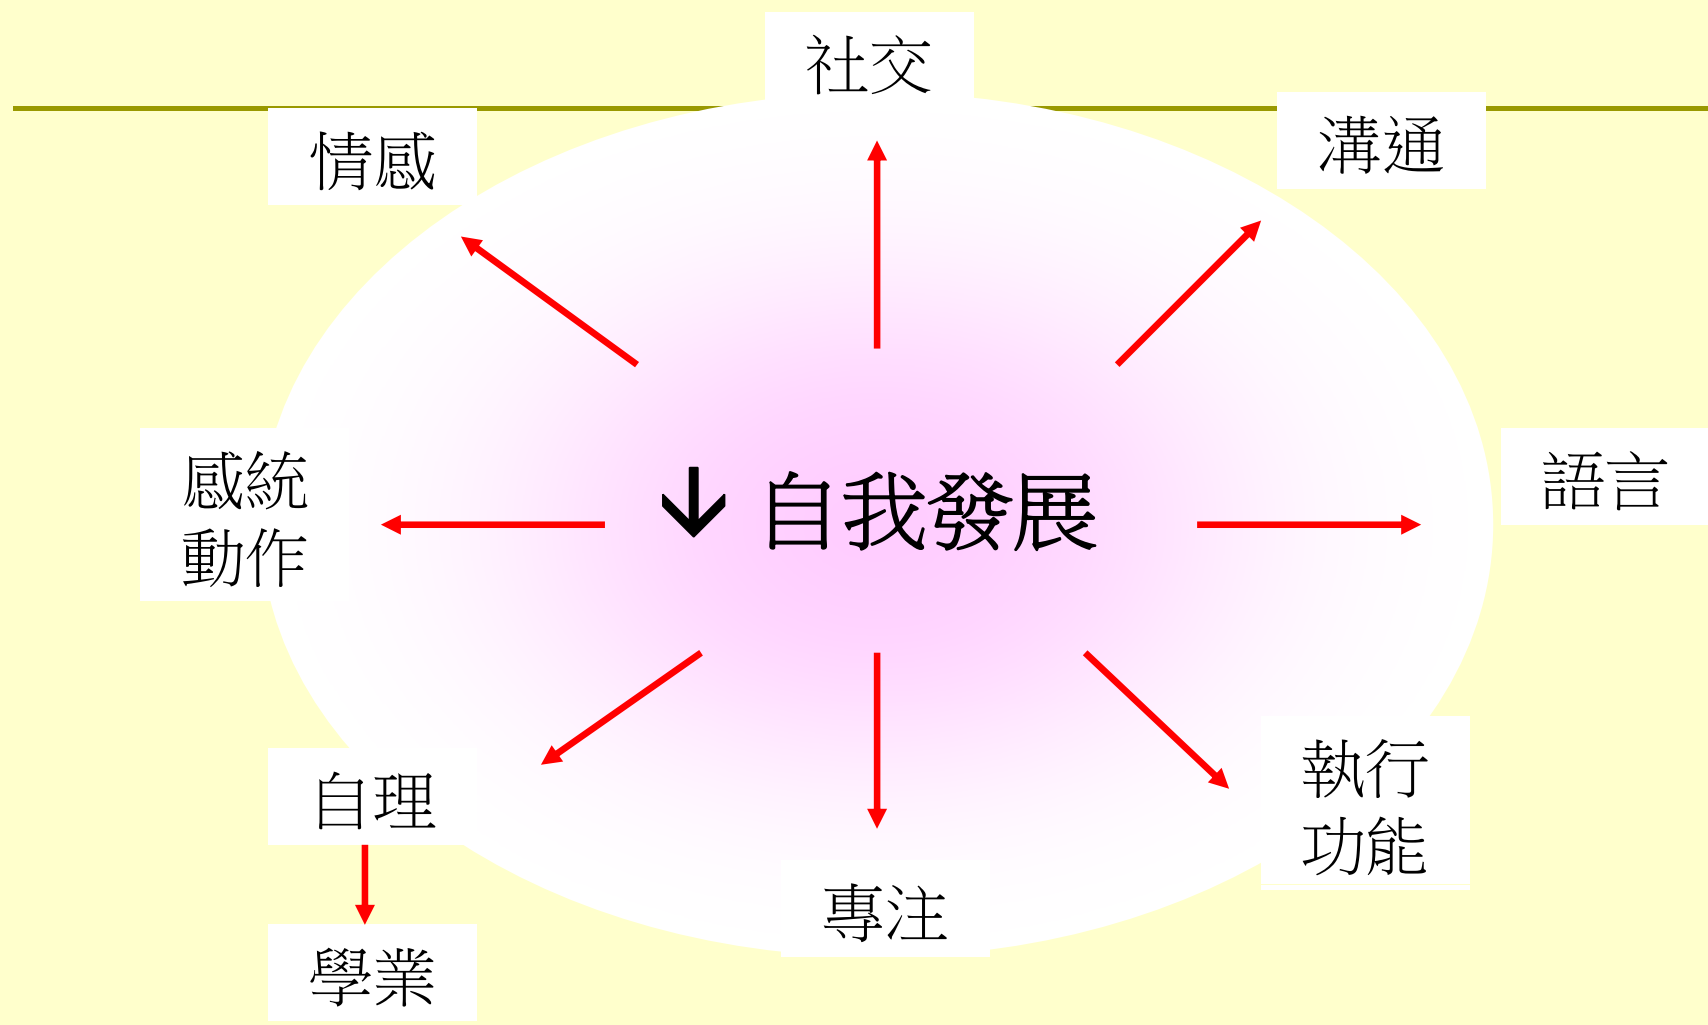 社交
溝通
情感
感統
動作
↓自我發展
語言
自理
執行
功能
專注
學業